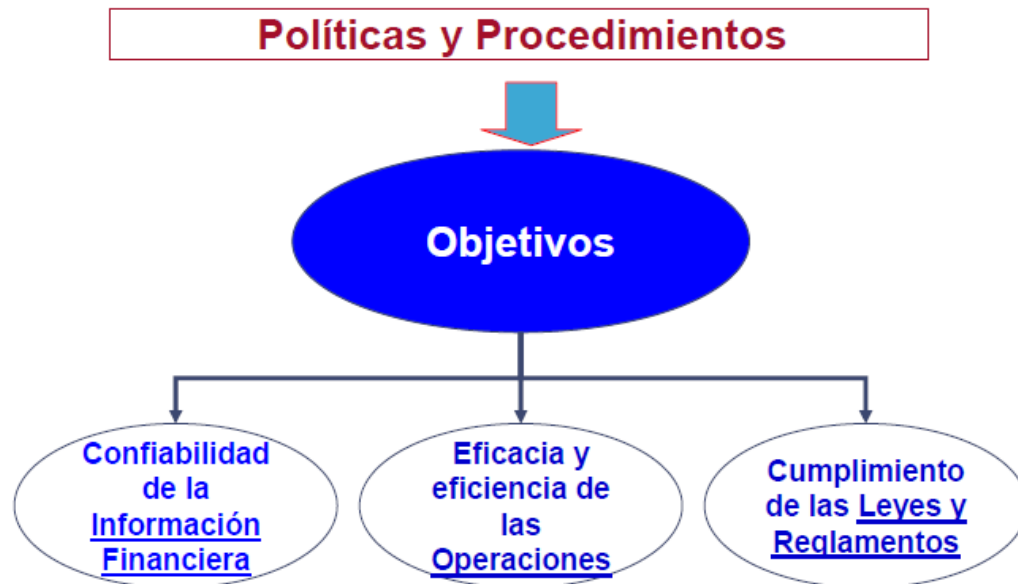 Políticas y Procedimientos
Objetivos
Confiabilidad
de la
Información
Financiera
Eficacia y
eficiencia de
las
Operaciones
Cumplimiento
de las Leyes y
Reglamentos